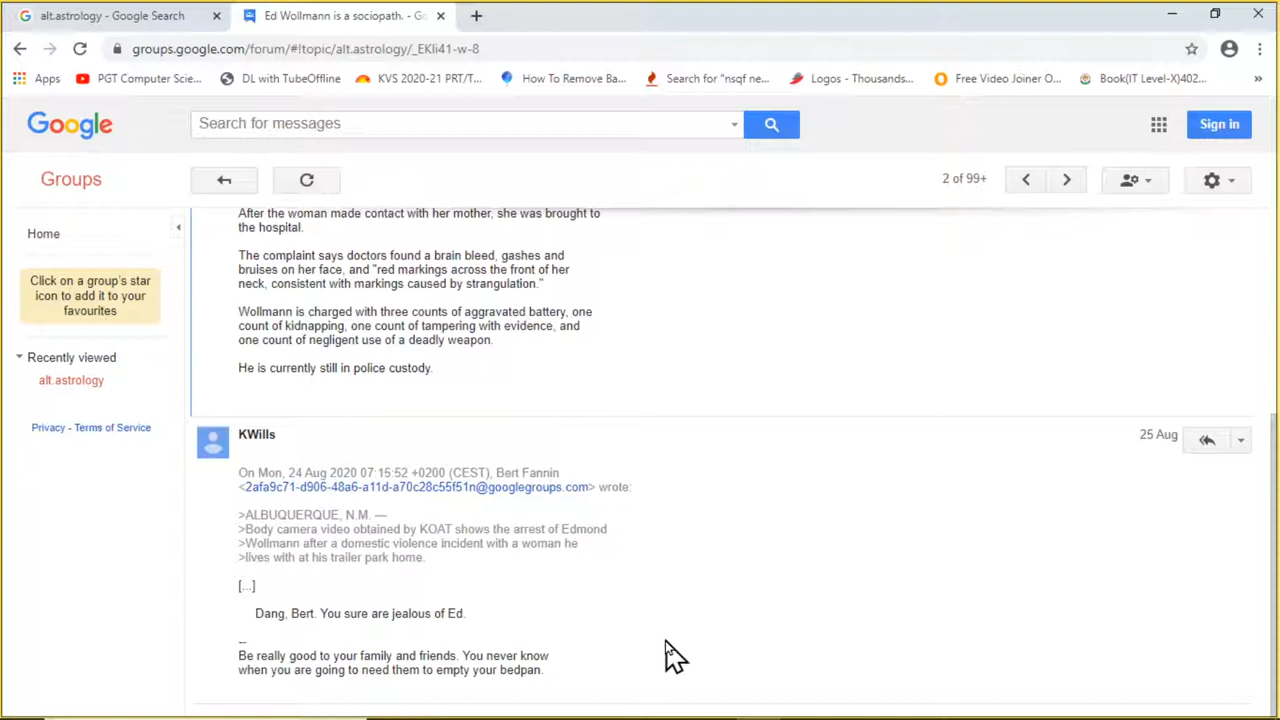 alt.astrology - Google Search
Ed Wollmann is a sociopath. - Go
groups.google.com/forum/#!topic/alt.astrology/_EKli41-w-8
Apps PGT Computer Scie... DL with TubeOffline KVS 2020-21 PRT/T... How To Remove Ba... Search for "nsqf ne... Logos - Thousands... Free Video Joiner O... Book(IT Level-X)402... »
Google
Search for messages
Sign in
Groups
2 of 99+
Home
Click on a group's star
icon to add it to your
favourites
Recently viewed
alt.astrology
Privacy - Terms of Service
After the woman made contact with her mother, she was brought to
the hospital.
The complaint says doctors found a brain bleed, gashes and
bruises on her face, and "red markings across the front of her
neck, consistent with markings caused by strangulation."
Wollmann is charged with three counts of aggravated battery, one
count of kidnapping, one count of tampering with evidence, and
one count of negligent use of a deadly weapon.
He is currently still in police custody.
KWills
25 Aug
On Mon, 24 Aug 2020 07:15:52 +0200 (CEST), Bert Fannin
<2afa9c71-d906-48a6-a11d-a70c28c55f51n@googlegroups.com> wrote:
>ALBUQUERQUE, N.M. —
>Body camera video obtained by KOAT shows the arrest of Edmond
>Wollmann after a domestic violence incident with a woman he
>lives with at his trailer park home.
[...]
Dang, Bert. You sure are jealous of Ed.
--
Be really good to your family and friends. You never know
when you are going to need them to empty your bedpan.